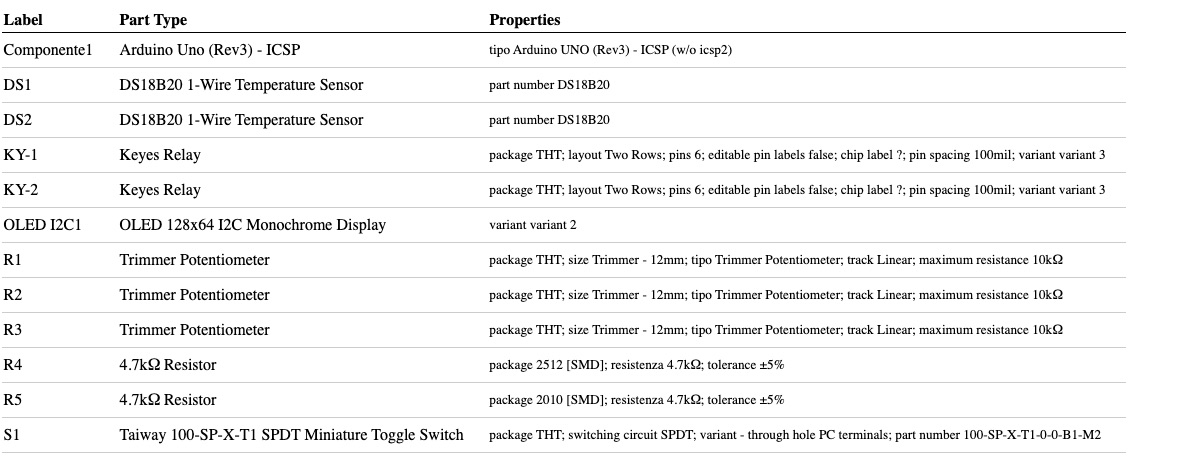 Label Part Type Properties
Componente1 Arduino Uno (Rev3) - ICSP tipo Arduino UNO (Rev3) - ICSP (w/o icsp2)
DS1 DS18B20 1-Wire Temperature Sensor part number DS18B20
DS2 DS18B20 1-Wire Temperature Sensor part number DS18B20
KY-1 Keyes Relay package THT; layout Two Rows; pins 6; editable pin labels false; chip label ?; pin spacing 100mil; variant variant 3
KY-2 Keyes Relay package THT; layout Two Rows; pins 6; editable pin labels false; chip label ?; pin spacing 100mil; variant variant 3
OLED I2C1 OLED 128x64 I2C Monochrome Display variant variant 2
R1 Trimmer Potentiometer package THT; size Trimmer - 12mm; tipo Trimmer Potentiometer; track Linear; maximum resistance 10kΩ
R2 Trimmer Potentiometer package THT; size Trimmer - 12mm; tipo Trimmer Potentiometer; track Linear; maximum resistance 10kΩ
R3 Trimmer Potentiometer package THT; size Trimmer - 12mm; tipo Trimmer Potentiometer; track Linear; maximum resistance 10kΩ
R4 4.7kΩ Resistor package 2512 [SMD]; resistenza 4.7kΩ; tolerance ±5%
R5 4.7kΩ Resistor package 2010 [SMD]; resistenza 4.7kΩ; tolerance ±5%
S1 Taiway 100-SP-X-T1 SPDT Miniature Toggle Switch package THT; switching circuit SPDT; variant - through hole PC terminals; part number 100-SP-X-T1-0-0-B1-M2